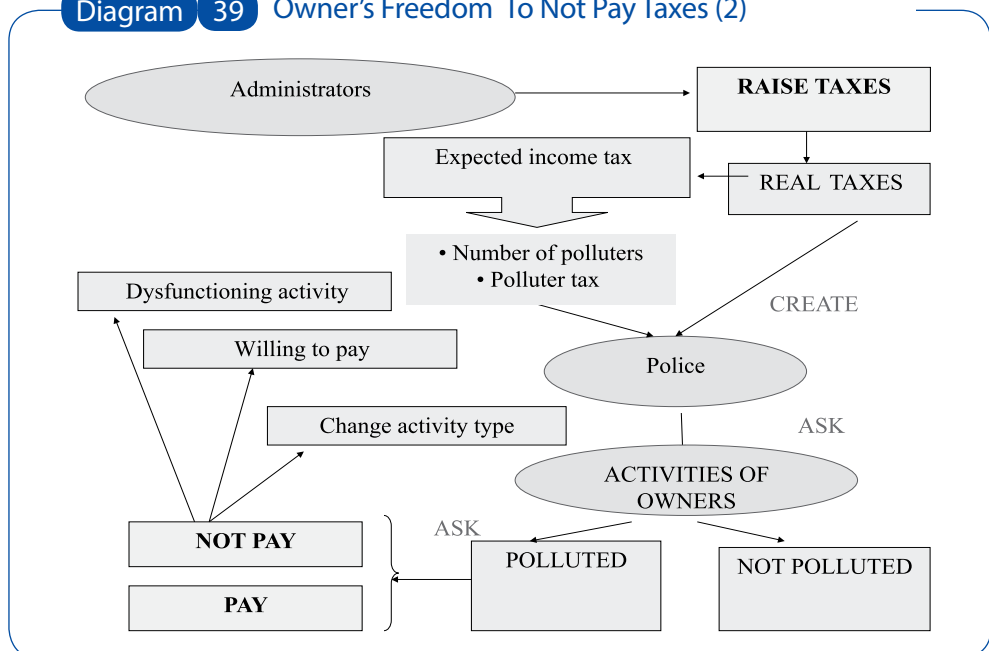 Diagram 39 Owner's Freedom To Not Pay Taxes (2)
Administrators
RAISE TAXES
Expected income tax
REAL TAXES
• Number of polluters
• Polluter tax
Dysfunctioning activity
CREATE
Willing to pay
Police
Change activity type
ASK
ACTIVITIES OF
OWNERS
ASK
NOT PAY
POLLUTED
NOT POLLUTED
PAY